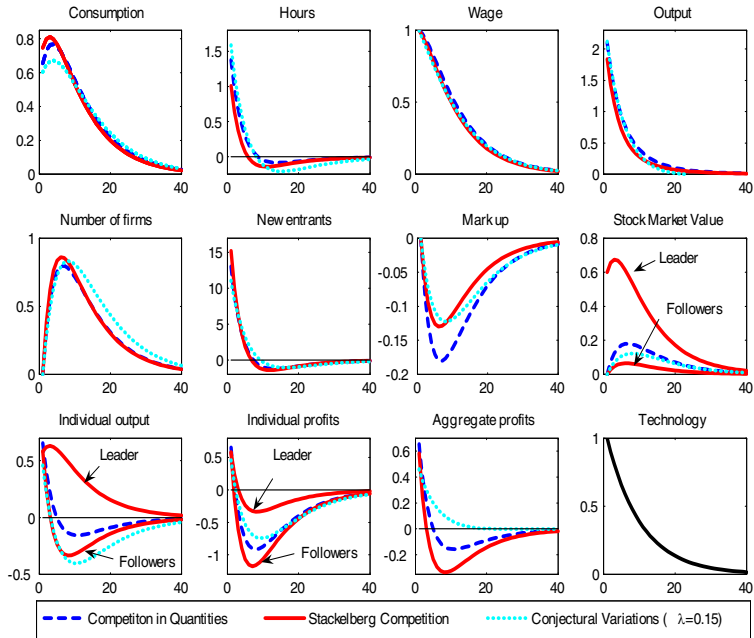 Consumption Hours Wage Output
0.8
0.6
0.4
0.2
0
0 20 40
1.5
1
0.5
0
0 20 40
1
0.5
0
0 20 40
2
1.5
1
0.5
0
0 20 40
Number of firms New entrants Mark up Stock Market Value
1
0.5
0
0 20 40
15
10
5
0
0 20 40
0
-0.05
-0.1
-0.15
-0.2
0 20 40
0.8
0.6
0.4
0.2
0
0 20 40
Leader
Followers
Individual output Individual profits Aggregate profits Technology
0.5
0
-0.5
0 20 40
Leader
Followers
0.5
0
-0.5
-1
0 20 40
Leader
Followers
0.6
0.4
0.2
0
-0.2
0 20 40
1
0.5
0
0 20 40
Competiton in Quantities Stackelberg Competition Conjectural Variations ( λ=0.15)